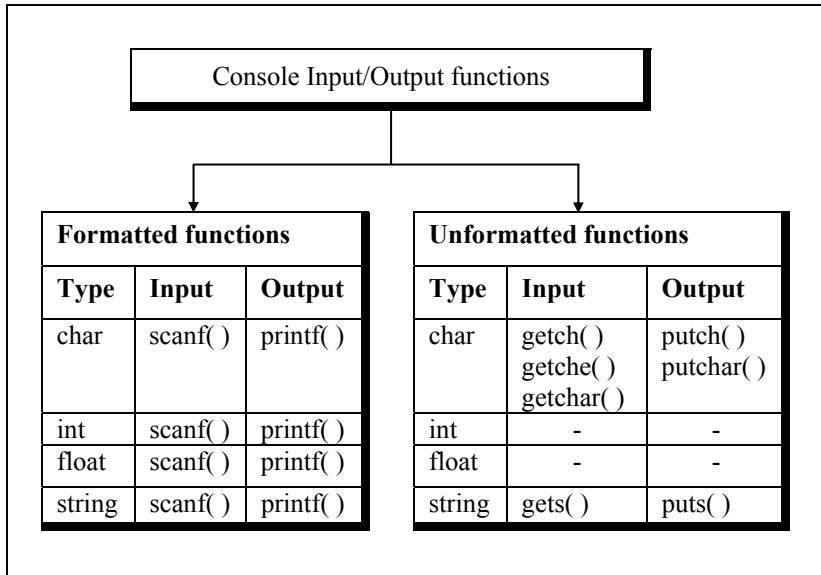 Console Input/Output functions
Formatted functions
Type Input Output
char scanf( ) printf( )
int scanf( ) printf( )
float scanf( ) printf( )
string scanf( ) printf( )
Unformatted functions
Type Input Output
char getch( ) putch( )
getche( ) putchar( )
getchar( )
int - -
float - -
string gets( ) puts( )